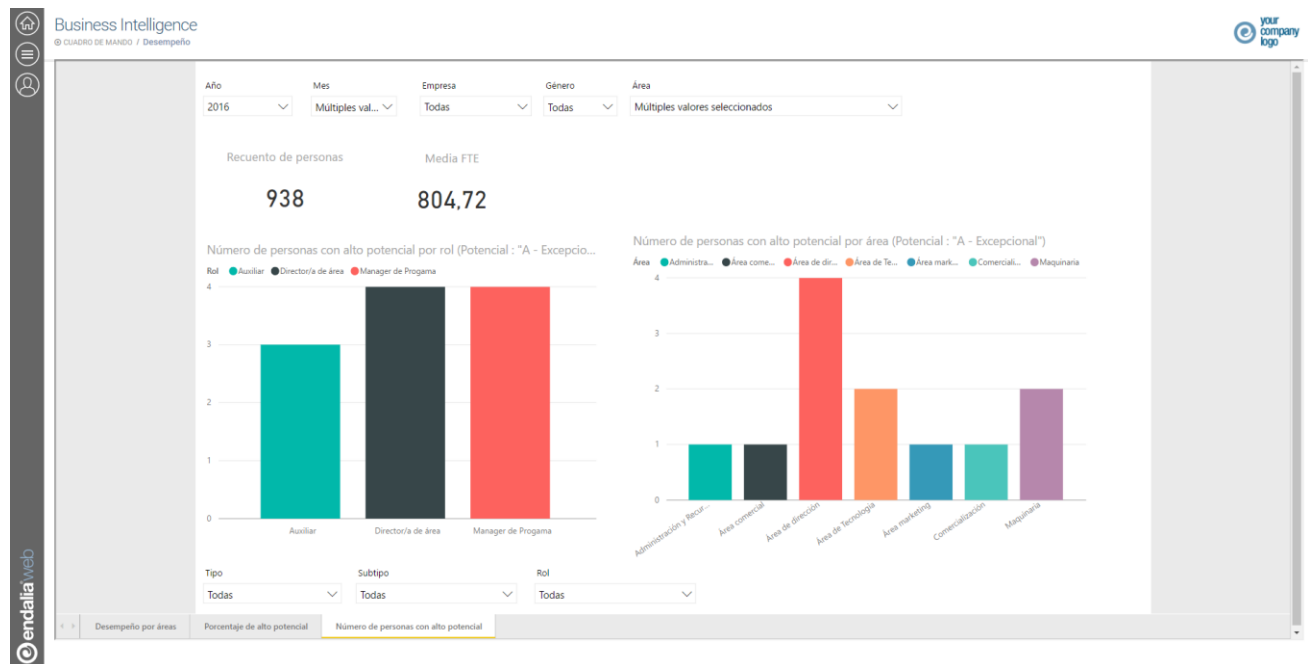 Business Intelligence
CUADRO DE MANDO / Desempeño
your
company
logo
Año Mes Empresa Género Área
2016 Múltiples val... Todas Todas Múltiples valores seleccionados
Recuento de personas Media FTE
938 804,72
Número de personas con alto potencial por rol (Potencial : "A - Excepcio...
Rol Auxiliar Director/a de área Manager de Progama
4
3
2
1
0
Auxiliar Director/a de área Manager de Progama
Número de personas con alto potencial por área (Potencial : "A - Excepcional")
Área Administra... Área come... Área de dir... Área de Te... Área mark... Comerciali... Maquinaria
4
3
2
1
0
Administración y Recur... Área comercial Área de dirección Área de Tecnología Área marketing Comercialización Maquinaria
Tipo Subtipo Rol
Todas Todas Todas
Desempeño por áreas Porcentaje de alto potencial Número de personas con alto potencial
endalia web